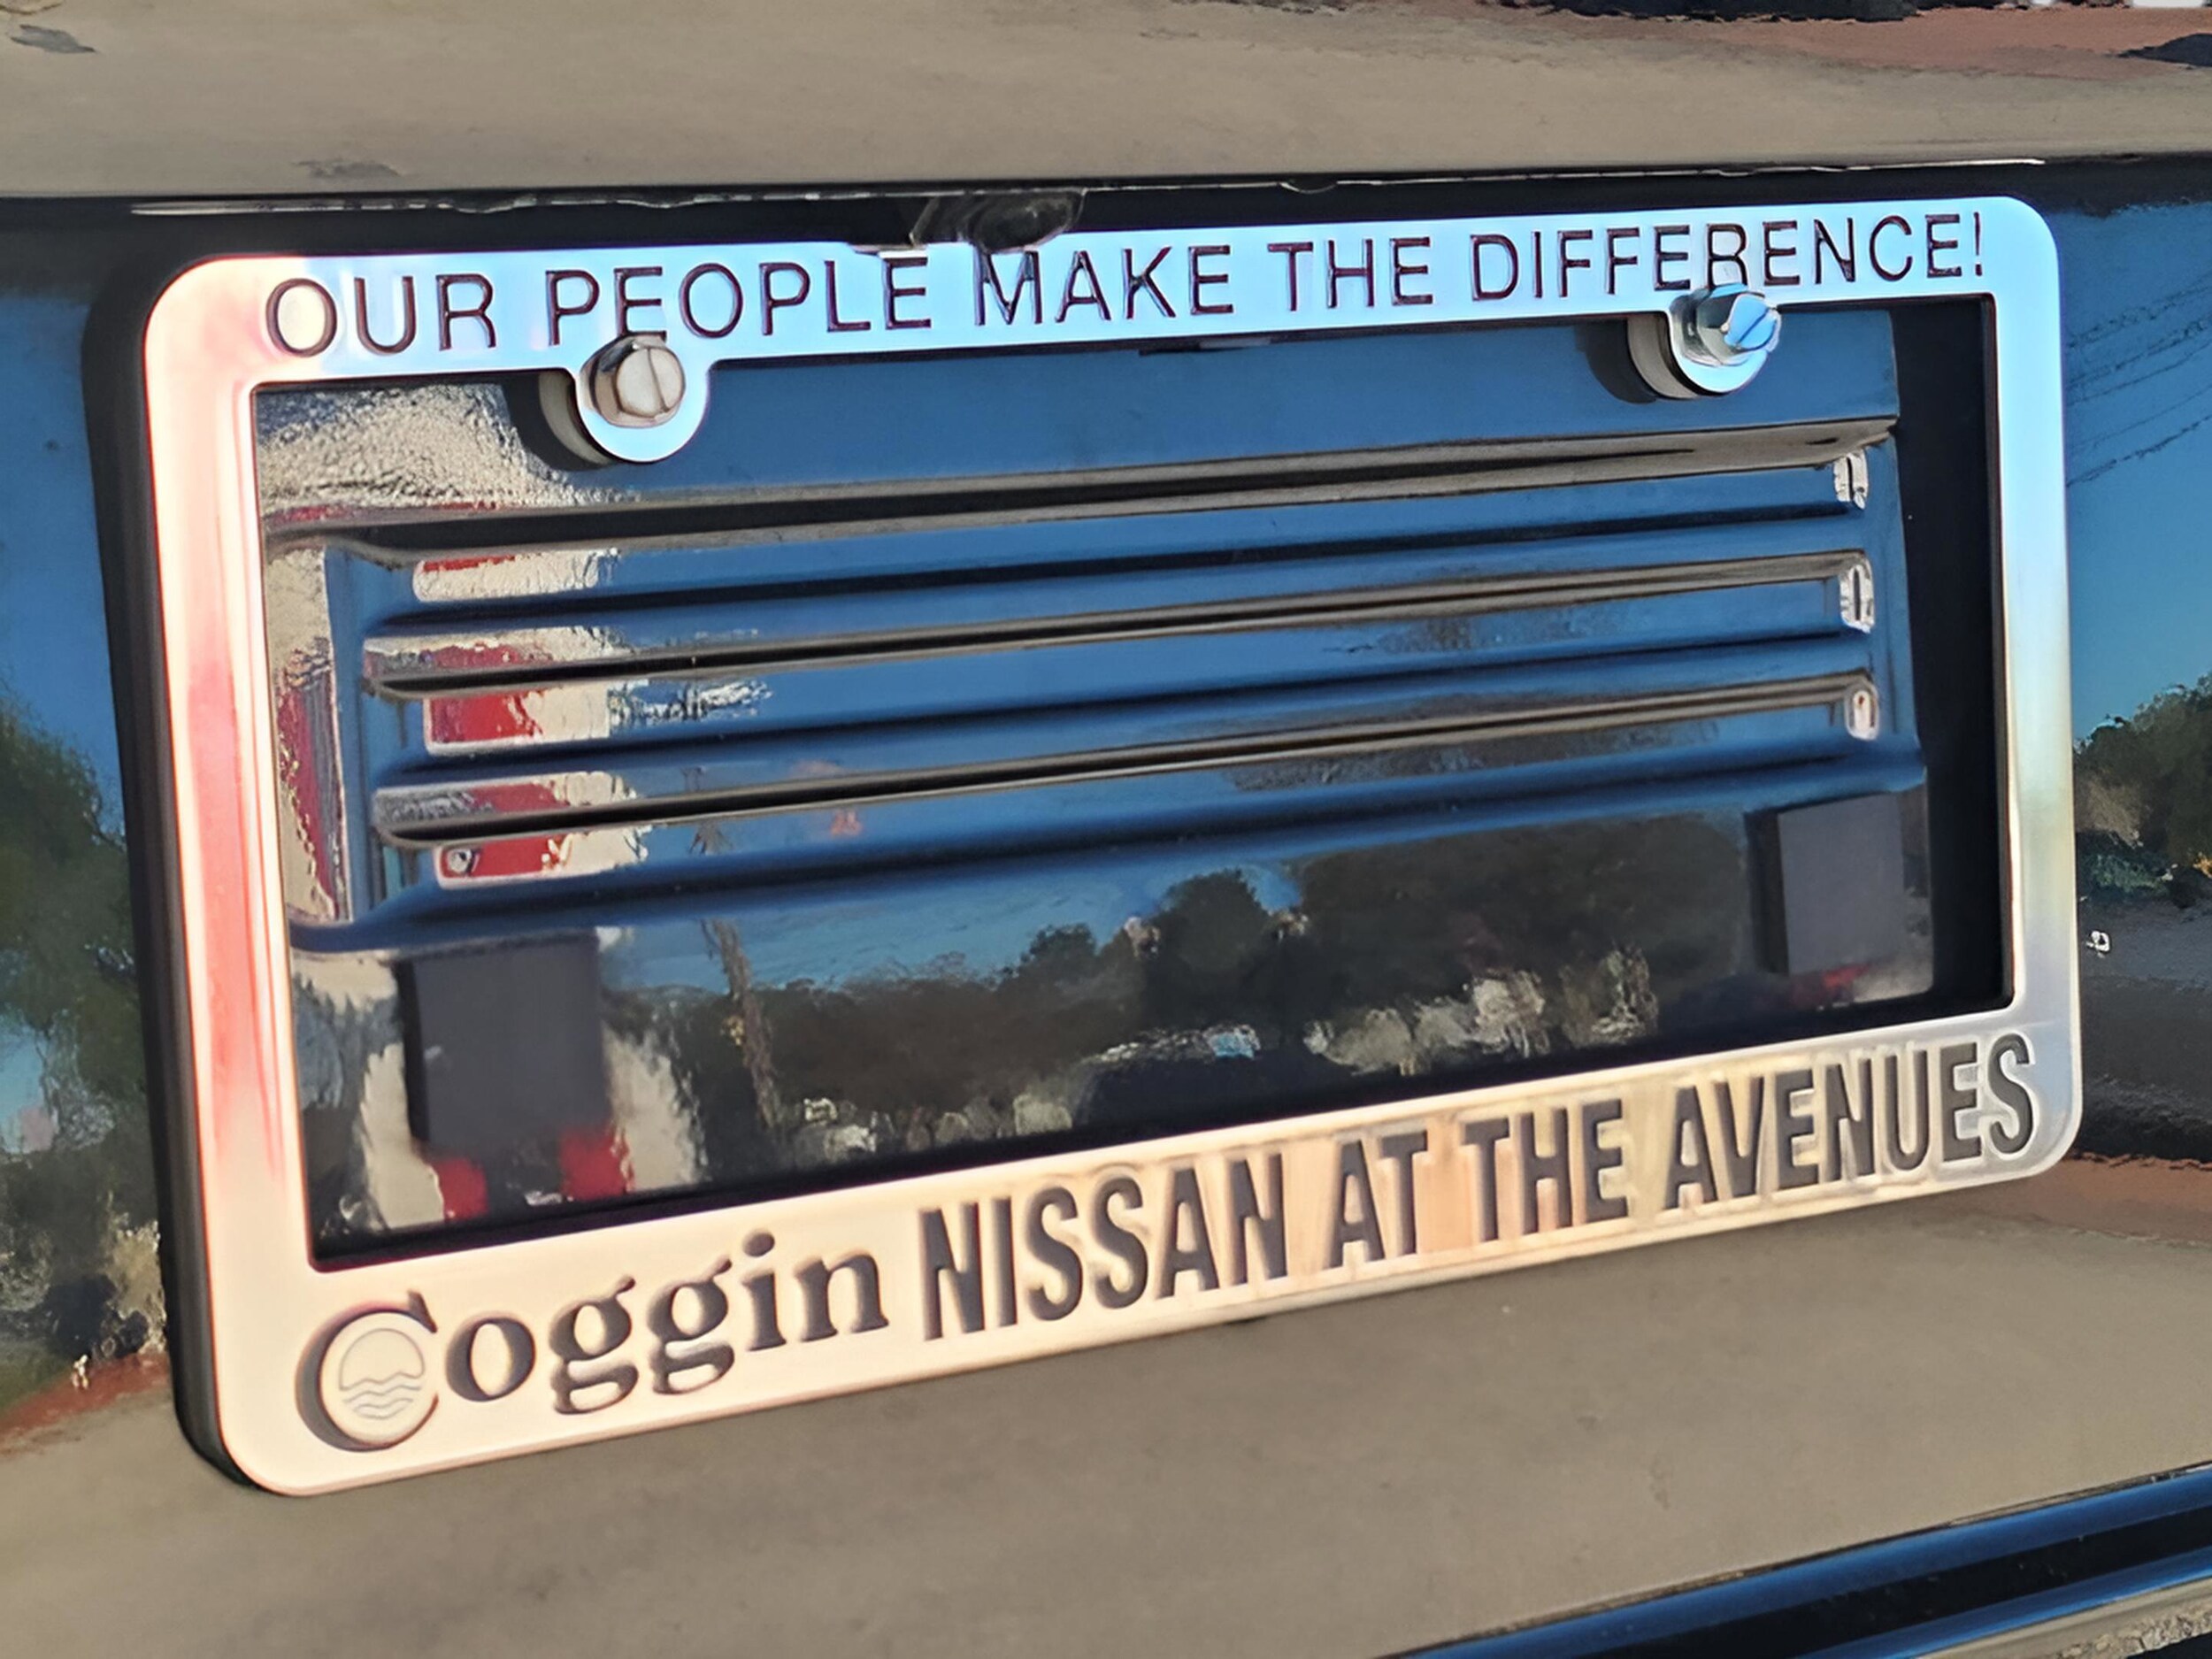 OUR PEOPLE MAKE THE DIFFERENCE!
Coggin NISSAN AT THE AVENUES